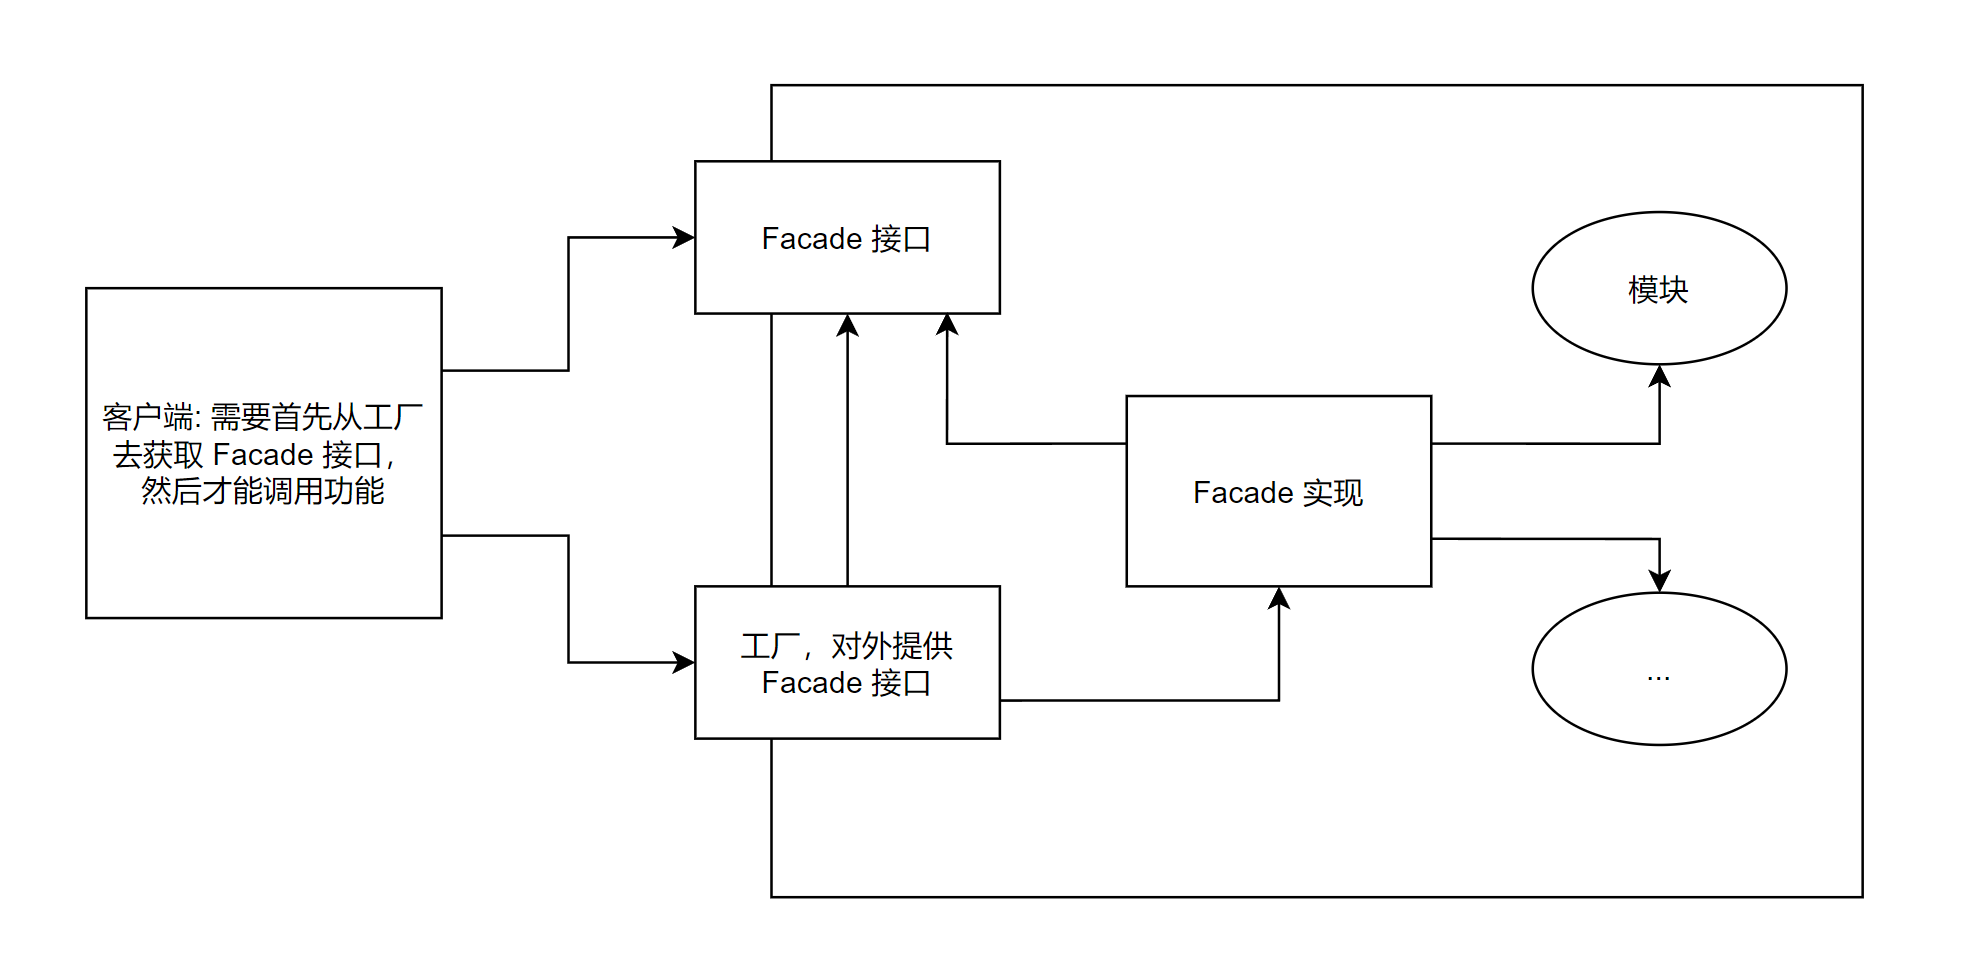 Facade 接口
模块
客户端: 需要首先从工厂
去获取 Facade 接口，
然后才能调用功能
Facade 实现
工厂，对外提供
Facade 接口
...